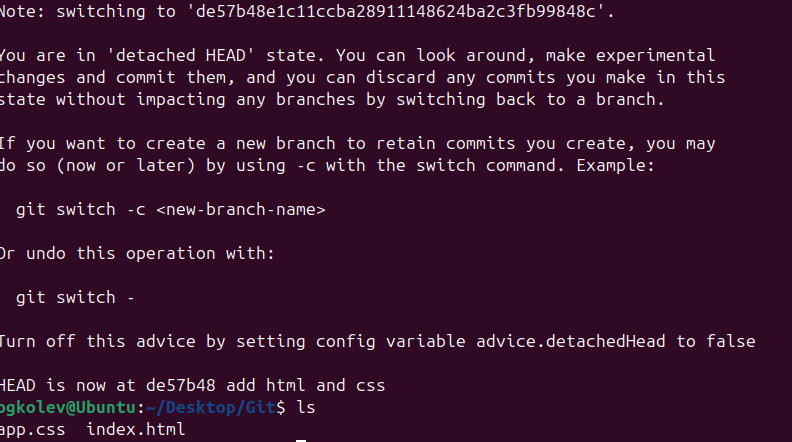 Note: switching to 'de57b48e1c11ccba28911148624ba2c3fb99848c'.
You are in 'detached HEAD' state. You can look around, make experimental
changes and commit them, and you can discard any commits you make in this
state without impacting any branches by switching back to a branch.
If you want to create a new branch to retain commits you create, you may
do so (now or later) by using -c with the switch command. Example:
git switch -c <new-branch-name>
Or undo this operation with:
git switch -
Turn off this advice by setting config variable advice.detachedHead to false
HEAD is now at de57b48 add html and css
ogkolev@Ubuntu:~/Desktop/Git$ ls
app.css  index.html